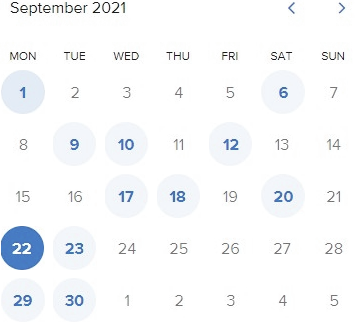 September 2021
MON TUE WED THU FRI SAT SUN
1 2 3 4 5 6 7
8 9 10 11 12 13 14
15 16 17 18 19 20 21
22 23 24 25 26 27 28
29 30 1 2 3 4 5